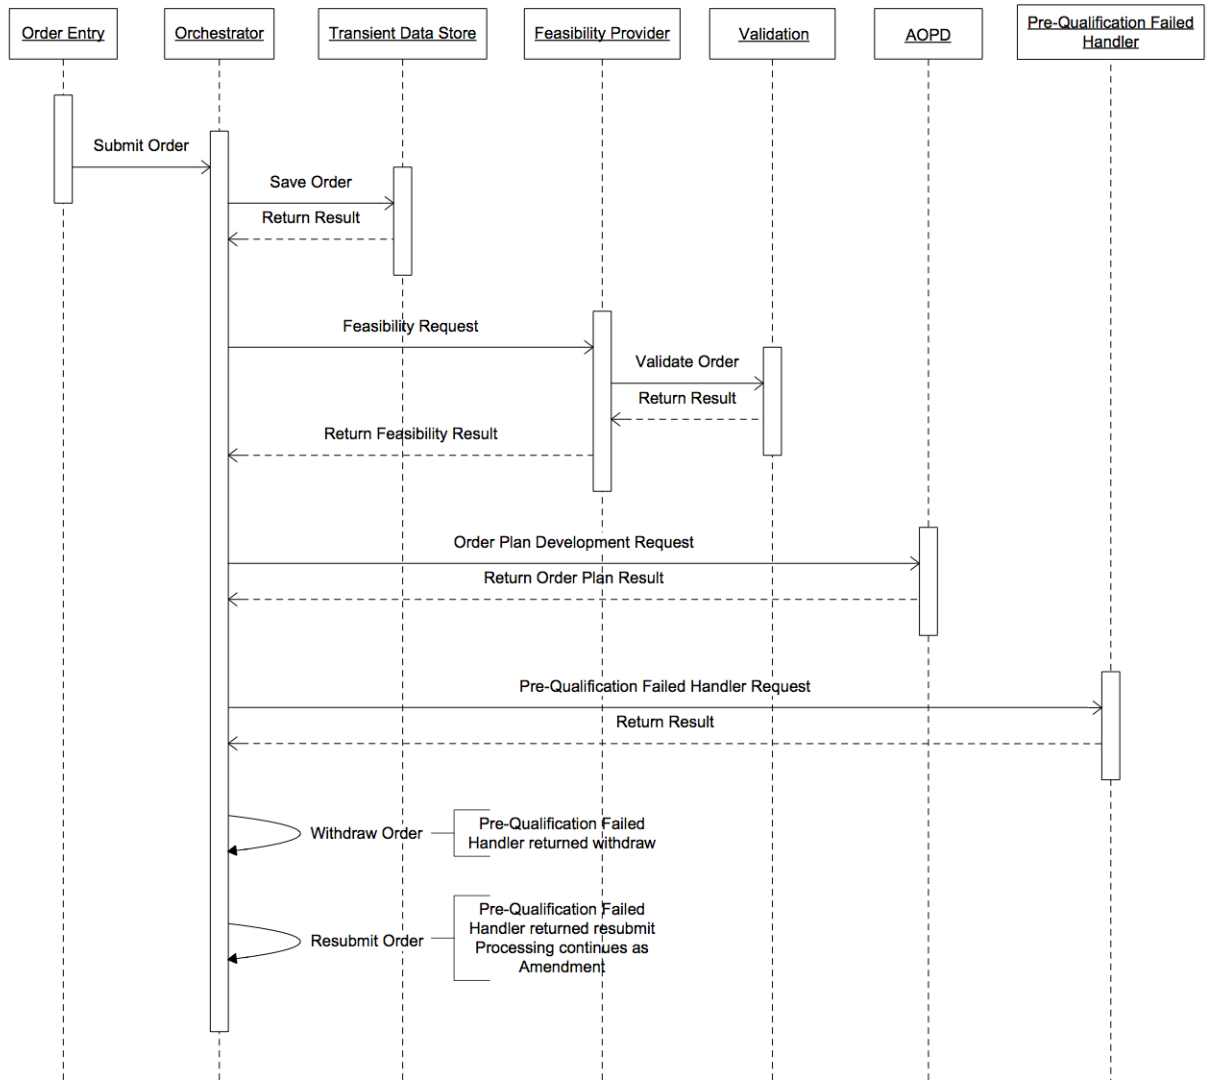 Order Entry
Orchestrator
Transient Data Store
Feasibility Provider
Validation
AOPD
Pre-Qualification Failed
Handler
Submit Order
Save Order
Return Result
Feasibility Request
Validate Order
Return Result
Return Feasibility Result
Order Plan Development Request
Return Order Plan Result
Pre-Qualification Failed Handler Request
Return Result
Withdraw Order
Pre-Qualification Failed
Handler returned withdraw
Resubmit Order
Pre-Qualification Failed
Handler returned resubmit
Processing continues as
Amendment